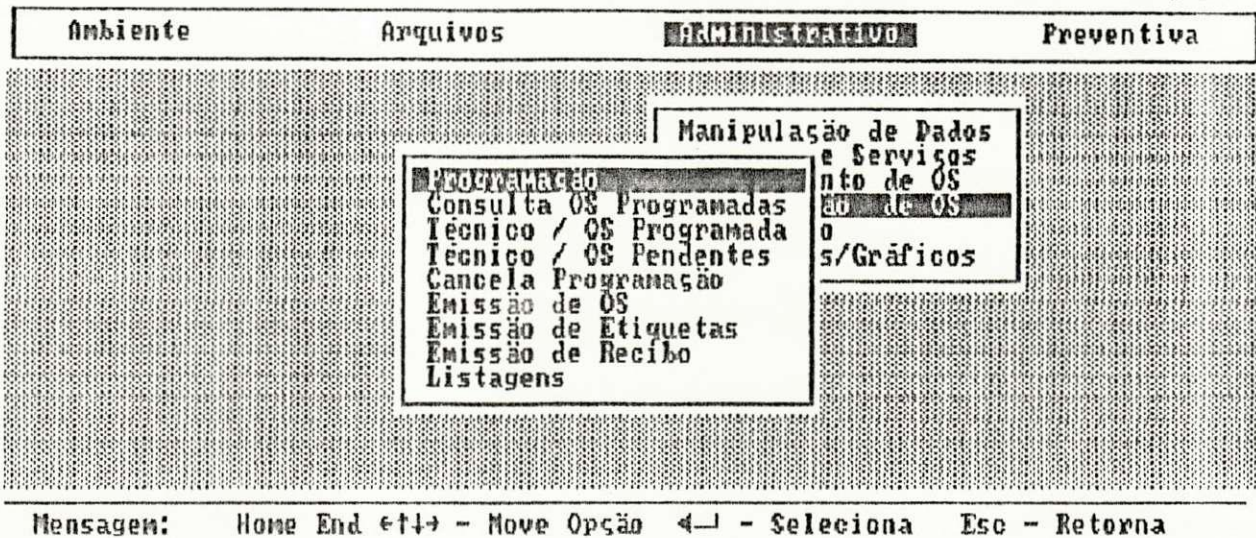 Ambiente Arquivos Administrativo Preventiva
Manipulação de Dados
e Serviços
nto de OS
ão de OS
o
s/Gráficos
Programação
Consulta OS Programadas
Técnico / OS Programada
Técnico / OS Pendentes
Cancela Programação
Emissão de OS
Emissão de Etiquetas
Emissão de Recibo
Listagens
Mensagem: Home End ←↑↓→ - Move Opção ◄─┘ - Seleciona Esc - Retorna